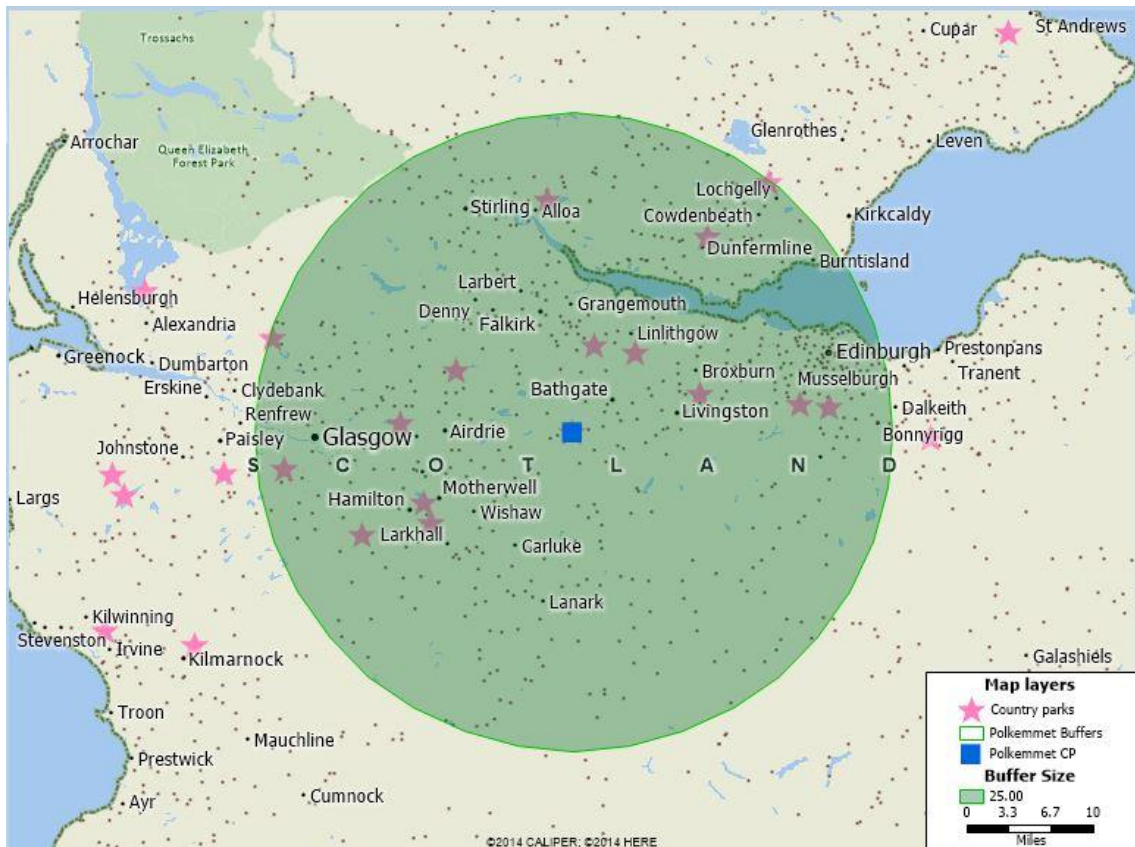 Trossachs
Cupar
St Andrews
Glenrothes
Arrochar
Leven
Queen Elizabeth
Forest Park
Lochgelly
Stirling
Alloa
Cowdenbeath
Kirkcaldy
Dunfermline
Burntisland
Larbert
Helensburgh
Grangemouth
Denny
Alexandria
Falkirk
Linlithgow
Greenock
Edinburgh
Prestonpans
Dumbarton
Broxburn
Tranent
Erskine
Clydebank
Bathgate
Musselburgh
Renfrew
Livingston
Dalkeith
Johnstone
Paisley
Glasgow
Airdrie
Bonnyrigg
S C O T L A N D
Motherwell
Largs
Hamilton
Wishaw
Larkhall
Carluke
Lanark
Kilwinning
Stevenston
Irvine
Kilmarnock
Galashiels
Troon
Mauchline
Prestwick
Cumnock
Ayr
Map layers
Country parks
Polkemmet Buffers
Polkemmet CP
Buffer Size
25.00
0 3.3 6.7 10
Miles
©2014 CALIPER; ©2014 HERE